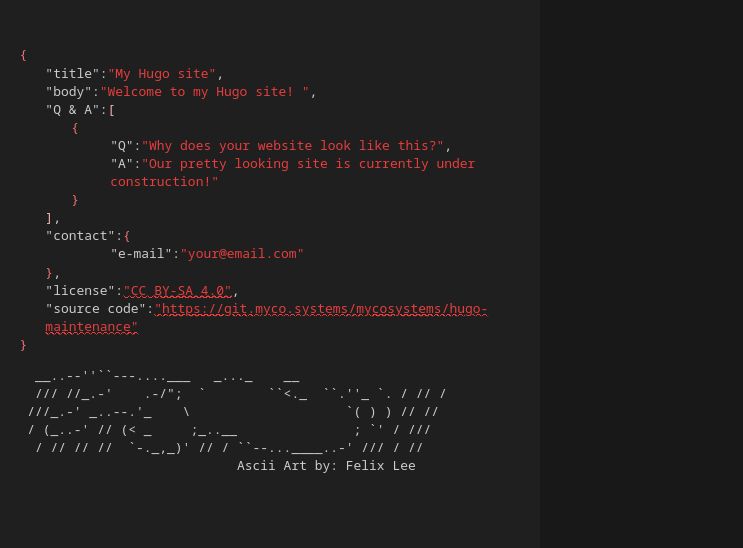 {
"title":"My Hugo site",
"body":"Welcome to my Hugo site! ",
"Q & A":[
{
"Q":"Why does your website look like this?",
"A":"Our pretty looking site is currently under
construction!"
}
],
"contact":{
"e-mail":"your@email.com"
},
"license":"CC BY-SA 4.0",
"source code":"https://git.myco.systems/mycosystems/hugo-
maintenance"
}
__..--''``---....___   _..._    __
/// //_.-'    .-/";  `        ``<._  ``.''_ `. / // /
///_.-' _..--.'_    \                    `( ) ) // //
/ (_..-' // (< _     ;_..__               ; `' / ///
/ // // //  `-._,_)' // / ``--...____..-' /// / //
Ascii Art by: Felix Lee